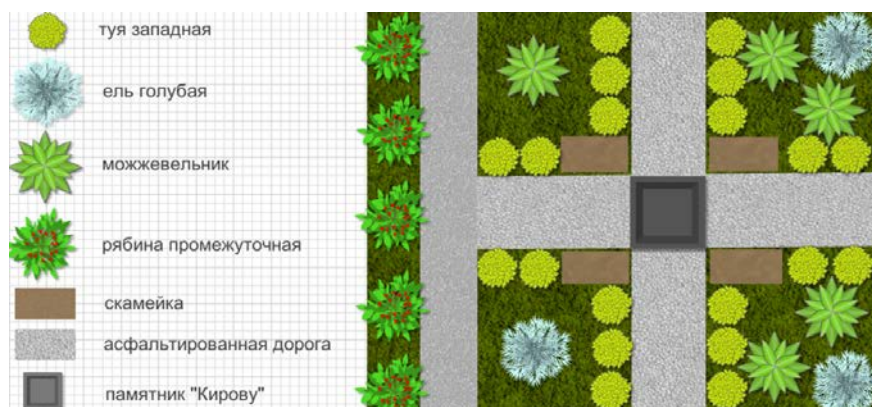 туя западная
ель голубая
можжевельник
рябина промежуточная
скамейка
асфальтированная дорога
памятник "Кирову"